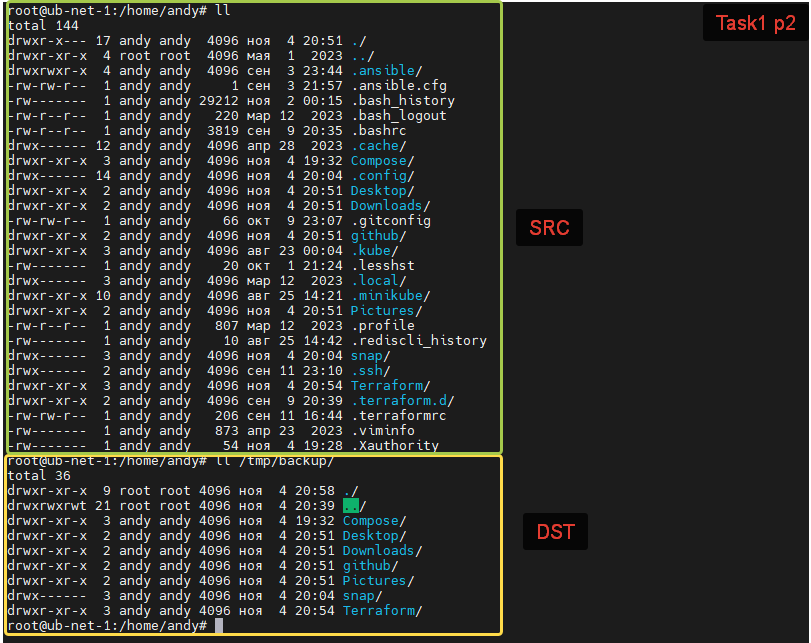 root@ub-net-1:/home/andy# ll
total 144
drwxr-x--- 17 andy andy  4096 ноя  4 20:51 ./
drwxr-xr-x  4 root root  4096 мая  1  2023 ../
drwxrwxr-x  4 andy andy  4096 сен  3 23:44 .ansible/
-rw-rw-r--  1 andy andy     1 сен  3 21:57 .ansible.cfg
-rw-------  1 andy andy 29212 ноя  2 00:15 .bash_history
-rw-r--r--  1 andy andy   220 мар 12  2023 .bash_logout
-rw-r--r--  1 andy andy  3819 сен  9 20:35 .bashrc
drwx------ 12 andy andy  4096 апр 28  2023 .cache/
drwxr-xr-x  3 andy andy  4096 ноя  4 19:32 Compose/
drwx------ 14 andy andy  4096 ноя  4 20:04 .config/
drwxr-xr-x  2 andy andy  4096 ноя  4 20:51 Desktop/
drwxr-xr-x  2 andy andy  4096 ноя  4 20:51 Downloads/
-rw-rw-r--  1 andy andy    66 окт  9 23:07 .gitconfig
drwxr-xr-x  2 andy andy  4096 ноя  4 20:51 github/
drwxr-xr-x  3 andy andy  4096 авг 23 00:04 .kube/
-rw-------  1 andy andy    20 окт  1 21:24 .lesshst
drwx------  3 andy andy  4096 мар 12  2023 .local/
drwxr-xr-x 10 andy andy  4096 авг 25 14:21 .minikube/
drwxr-xr-x  2 andy andy  4096 ноя  4 20:51 Pictures/
-rw-r--r--  1 andy andy   807 мар 12  2023 .profile
-rw-------  1 andy andy    10 авг 25 14:42 .rediscli_history
drwx------  3 andy andy  4096 ноя  4 20:04 snap/
drwx------  2 andy andy  4096 сен 11 23:10 .ssh/
drwxr-xr-x  3 andy andy  4096 ноя  4 20:54 Terraform/
drwxr-xr-x  2 andy andy  4096 сен  9 20:39 .terraform.d/
-rw-rw-r--  1 andy andy   206 сен 11 16:44 .terraformrc
-rw-------  1 andy andy   873 апр 23  2023 .viminfo
-rw-------  1 andy andy    54 ноя  4 19:28 .Xauthority
root@ub-net-1:/home/andy# ll /tmp/backup/
total 36
drwxr-xr-x  9 root root 4096 ноя  4 20:58 ./
drwxrwxrwt 21 root root 4096 ноя  4 20:39 ../
drwxr-xr-x  3 andy andy 4096 ноя  4 19:32 Compose/
drwxr-xr-x  2 andy andy 4096 ноя  4 20:51 Desktop/
drwxr-xr-x  2 andy andy 4096 ноя  4 20:51 Downloads/
drwxr-xr-x  2 andy andy 4096 ноя  4 20:51 github/
drwxr-xr-x  2 andy andy 4096 ноя  4 20:51 Pictures/
drwx------  3 andy andy 4096 ноя  4 20:04 snap/
drwxr-xr-x  3 andy andy 4096 ноя  4 20:54 Terraform/
root@ub-net-1:/home/andy#
Task1 p2
SRC
DST